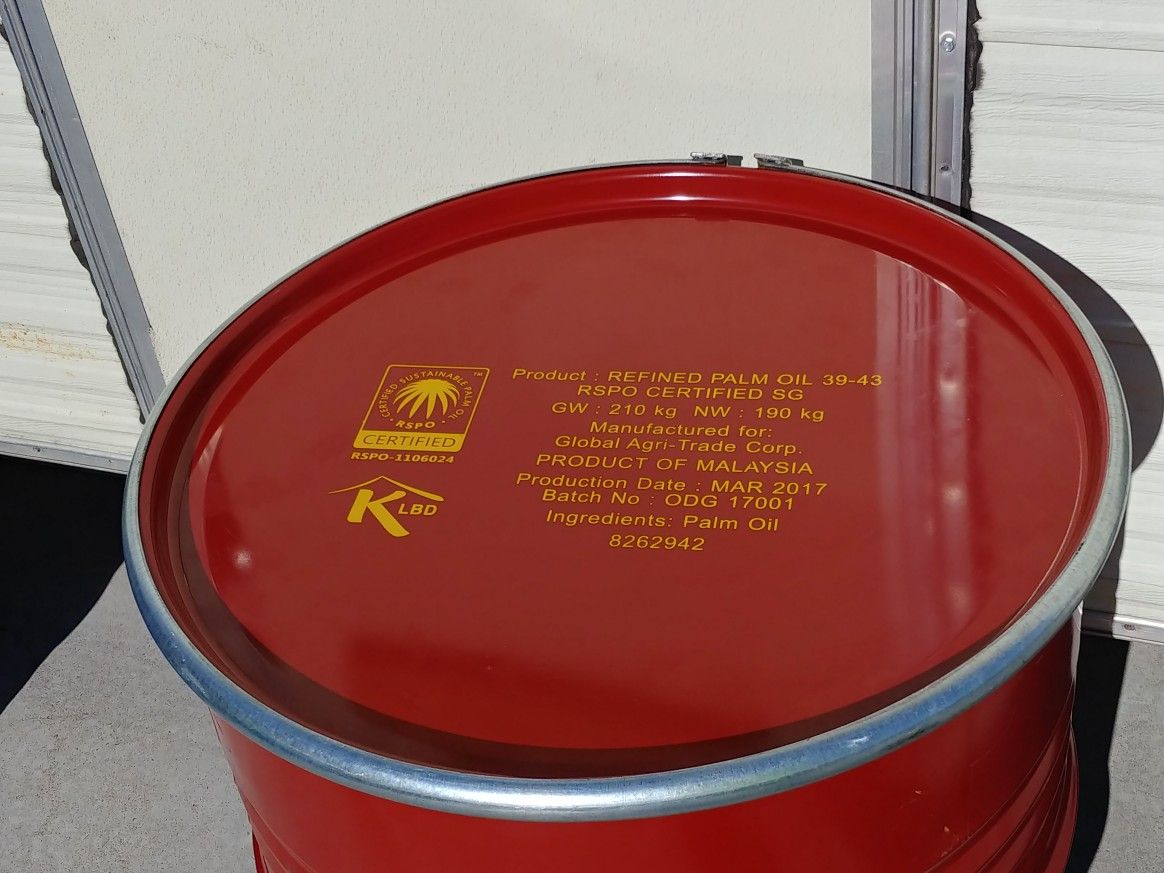 CERTIFIED SUSTAINABLE PALM OIL
™
RSPO
CERTIFIED
RSPO-1106024
K LBD
Product : REFINED PALM OIL 39-43
RSPO CERTIFIED SG
GW : 210 kg NW : 190 kg
Manufactured for:
Global Agri-Trade Corp.
PRODUCT OF MALAYSIA
Production Date : MAR 2017
Batch No : ODG 17001
Ingredients: Palm Oil
8262942